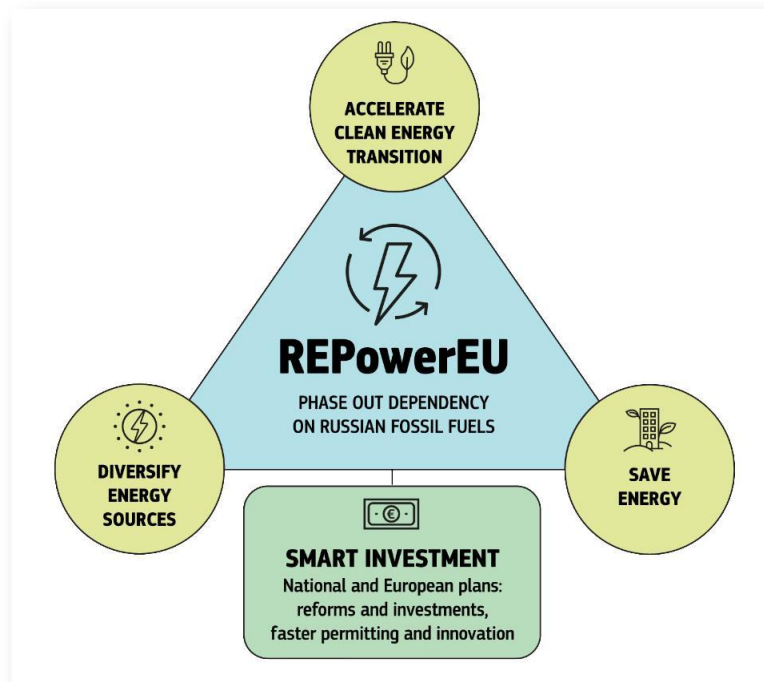 ACCELERATE
CLEAN ENERGY
TRANSITION
REPowerEU
PHASE OUT DEPENDENCY
ON RUSSIAN FOSSIL FUELS
DIVERSIFY
ENERGY
SOURCES
SAVE
ENERGY
€
SMART INVESTMENT
National and European plans:
reforms and investments,
faster permitting and innovation